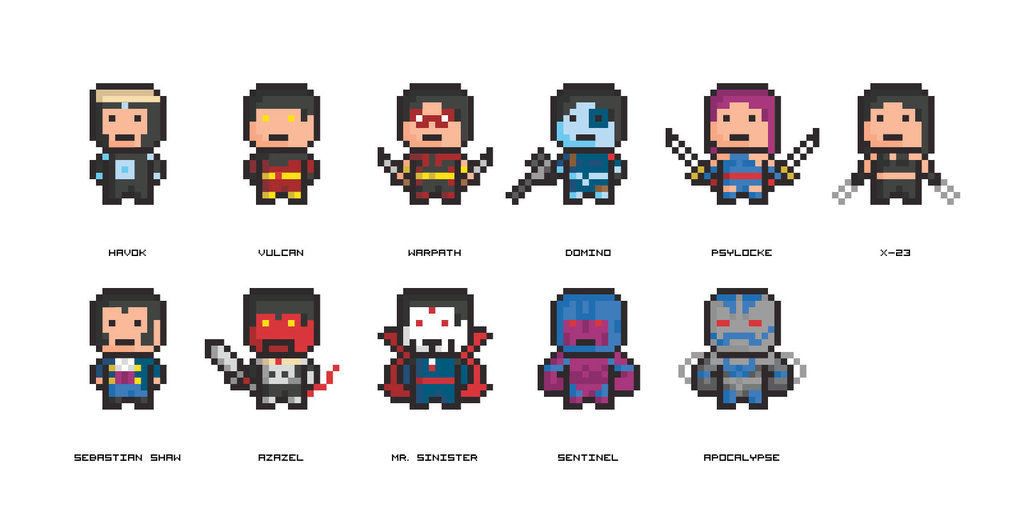 HAVOK
VULCAN
WARPATH
DOMINO
PSYLOCKE
X-23
SEBASTIAN SHAW
AZAZEL
MR. SINISTER
SENTINEL
APOCALYPSE